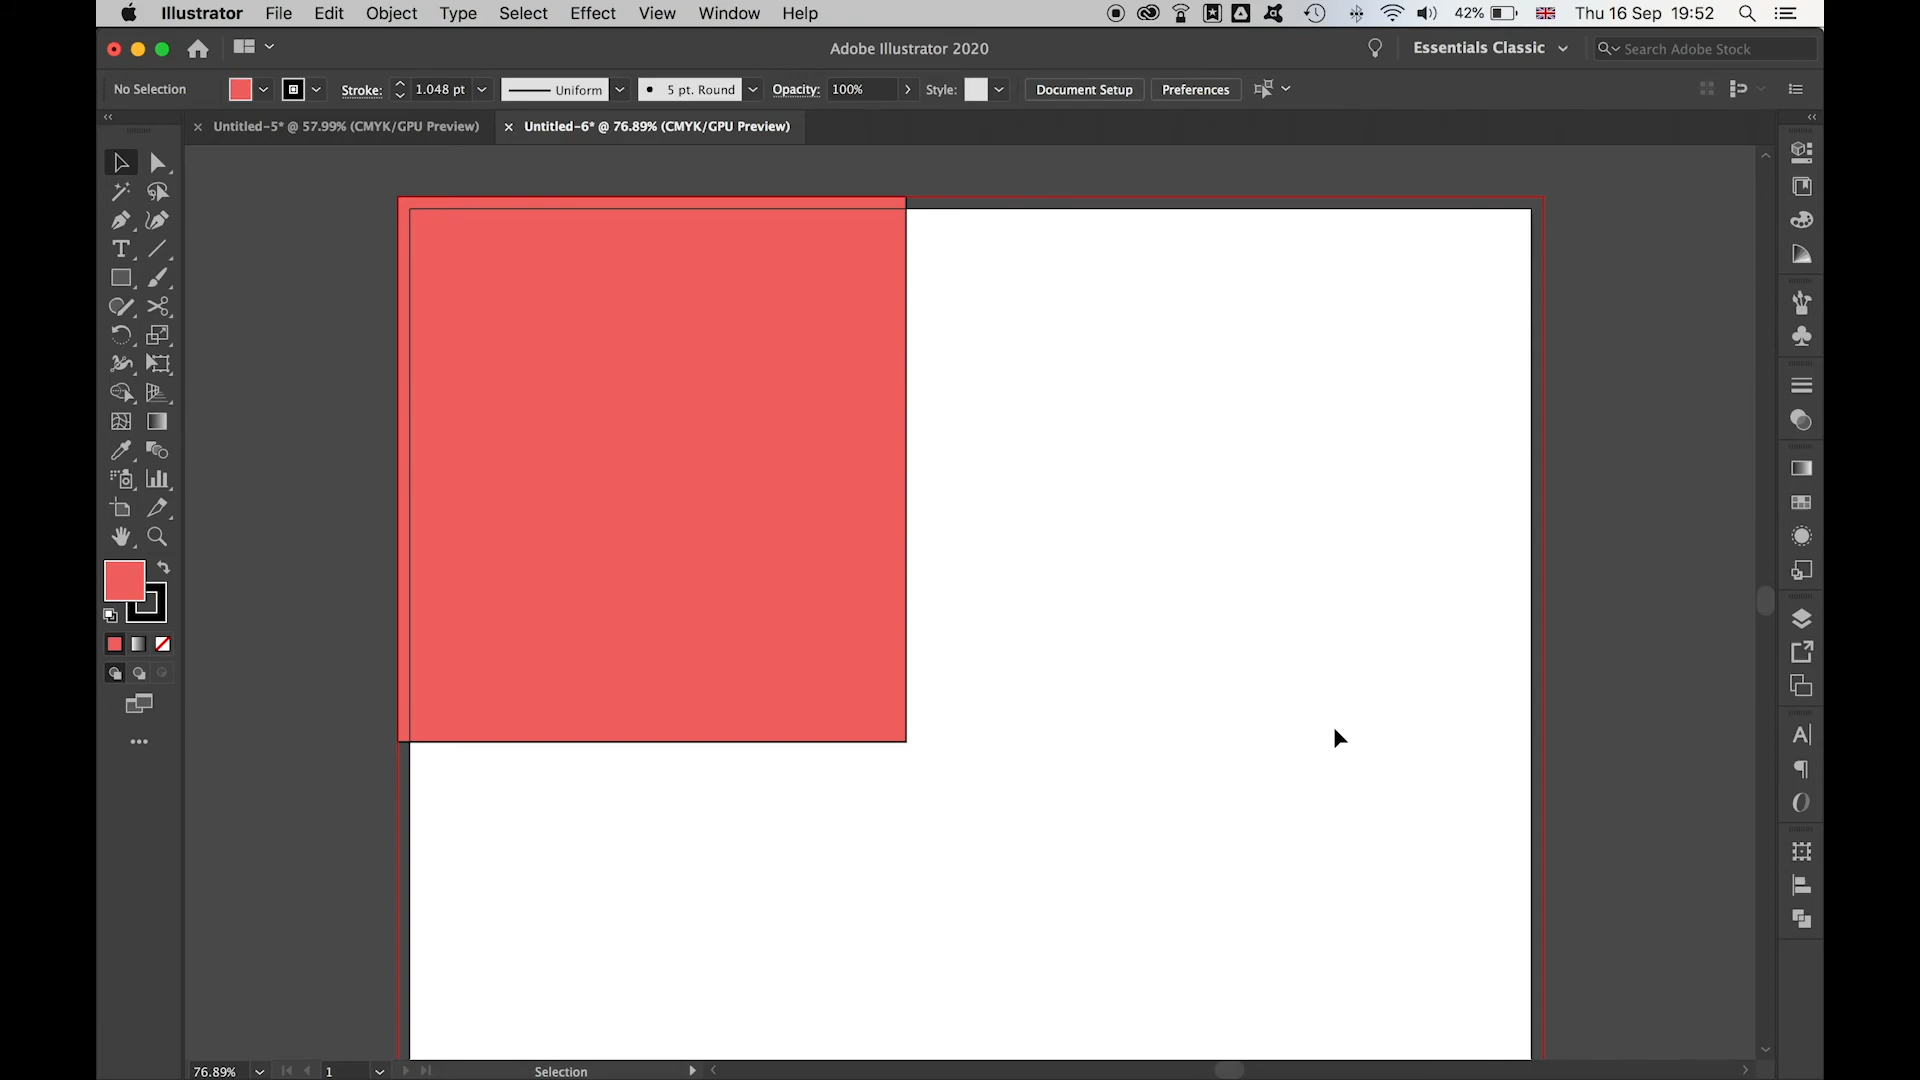 Illustrator File Edit Object Type Select Effect View Window Help 42% Thu 16 Sep 19:52
Adobe Illustrator 2020 Essentials Classic Search Adobe Stock
No Selection Stroke: 1.048 pt Uniform 5 pt. Round Opacity: 100% Style: Document Setup Preferences
Untitled-5* @ 57.99% (CMYK/GPU Preview) Untitled-6* @ 76.89% (CMYK/GPU Preview)
76.89% 1 Selection